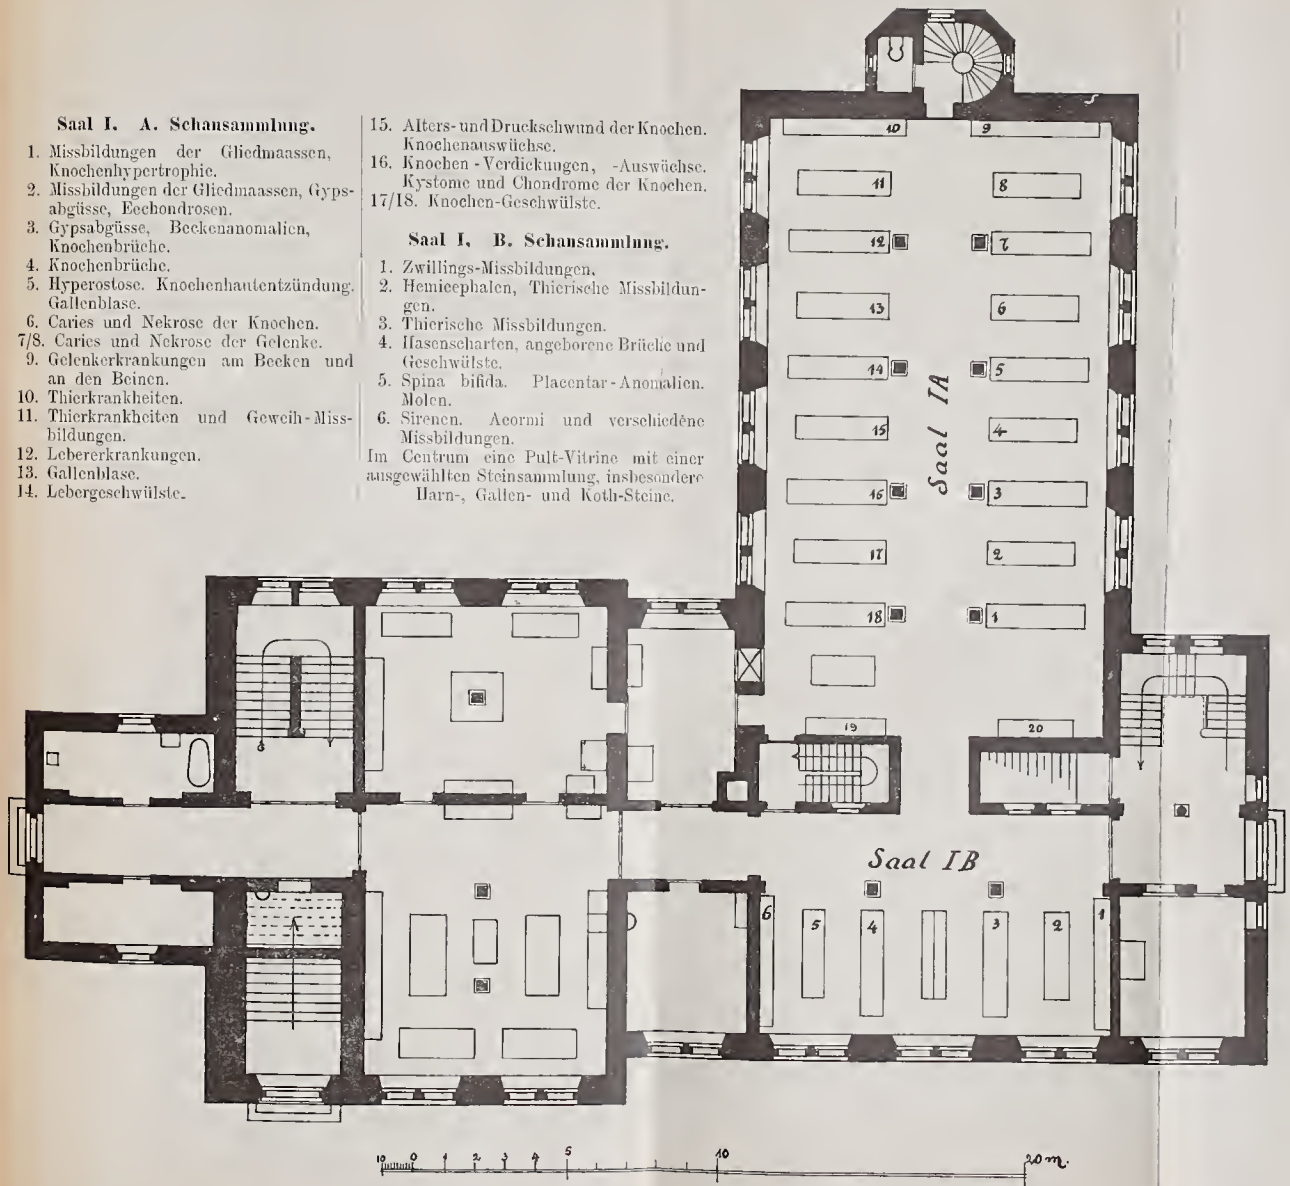 Saal I. A. Schausammlung.
1. Missbildungen der Gliedmaassen,
Knochenhypertrophie.
2. Missbildungen der Gliedmaassen, Gyps-
abgüsse, Ecchondrosen.
3. Gypsabgüsse, Beckenanomalien,
Knochenbrüche.
4. Knochenbrüche.
5. Hyperostose. Knochenhautentzündung.
Gallenblase.
6. Caries und Nekrose der Knochen.
7/8. Caries und Nekrose der Gelenke.
9. Gelenkerkrankungen am Becken und
an den Beinen.
10. Thierkrankheiten.
11. Thierkrankheiten und Geweih-Miss-
bildungen.
12. Lebererkrankungen.
13. Gallenblase.
14. Lebergeschwülste.
15. Alters- und Druckschwund der Knochen.
Knochenauswüchse.
16. Knochen-Verdickungen, -Auswüchse.
Kystome und Chondrome der Knochen.
17/18. Knochen-Geschwülste.
Saal I. B. Schausammlung.
1. Zwillings-Missbildungen.
2. Hemicephalen, Thierische Missbildun-
gen.
3. Thierische Missbildungen.
4. Hasenscharten, angeborene Brüche und
Geschwülste.
5. Spina bifida. Placentar-Anomalien.
Molen.
6. Sirenen. Acormi und verschiedene
Missbildungen.
Im Centrum eine Pult-Vitrine mit einer
ausgewählten Steinsammlung, insbesondere
Harn-, Gallen- und Koth-Steine.
10 9
11 8
12 7
13 6
14 5
Saal IA
15 4
16 3
17 2
18 1
19 20
Saal IB
6 5 4 3 2 1
10 0 1 2 3 4 5 10 20 m.